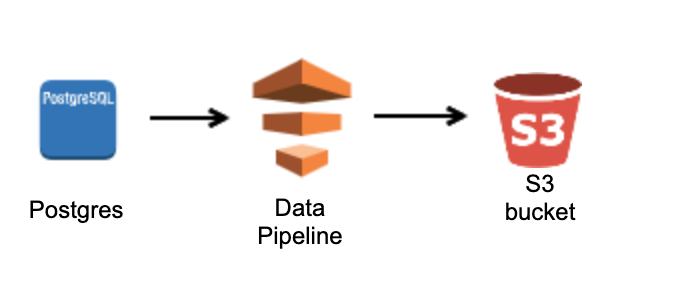 PostgreSQL
Postgres
Data
Pipeline
S3
S3
bucket